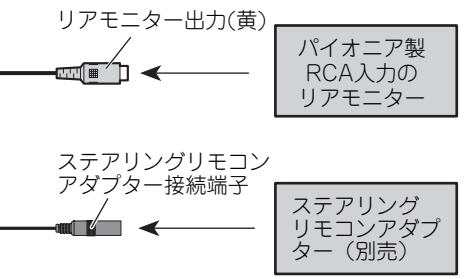 リアモニター出力(黄)
パイオニア製
RCA入力の
リアモニター
ステアリングリモコン
アダプター接続端子
ステアリング
リモコンアダプ
ター（別売）